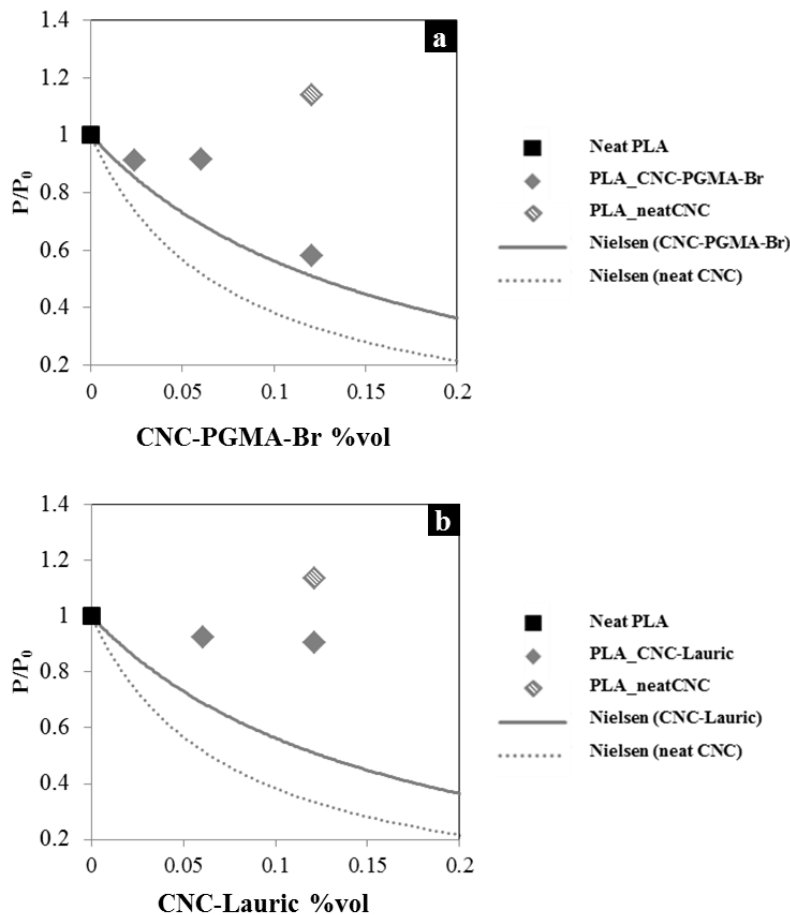 a
1.4
1.2
1
0.8
0.6
0.4
0.2
P/P0
0 0.05 0.1 0.15 0.2
CNC-PGMA-Br %vol
Neat PLA
PLA_CNC-PGMA-Br
PLA_neatCNC
Nielsen (CNC-PGMA-Br)
Nielsen (neat CNC)
b
1.4
1.2
1
0.8
0.6
0.4
0.2
P/P0
0 0.05 0.1 0.15 0.2
CNC-Lauric %vol
Neat PLA
PLA_CNC-Lauric
PLA_neatCNC
Nielsen (CNC-Lauric)
Nielsen (neat CNC)